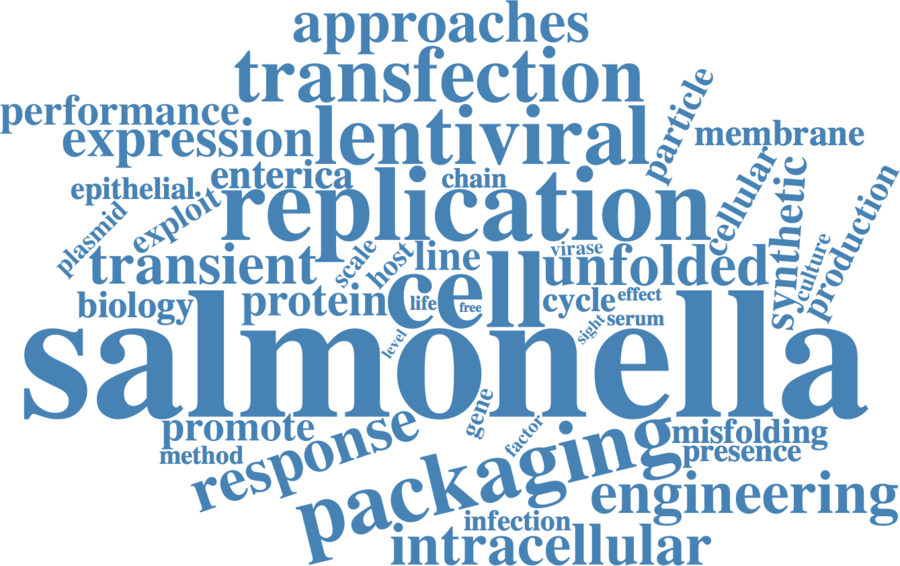 approaches
transfection
performance
particle
expression
lentiviral
membrane
enterica
chain
cellular
epithelial
replication
synthetic
exploit
production
plasmid
scale
host
line
virase
culture
transient
unfolded
biology
protein
cell
life
free
cycle
effect
sight
serum
level
salmonella
promote
response
gene
factor
misfolding
method
packaging
presence
engineering
infection
intracellular